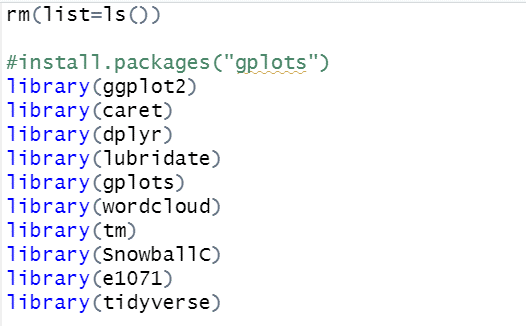 rm(list=ls())
#install.packages("gplots")
library(ggplot2)
library(caret)
library(dplyr)
library(lubridate)
library(gplots)
library(wordcloud)
library(tm)
library(SnowballC)
library(e1071)
library(tidyverse)